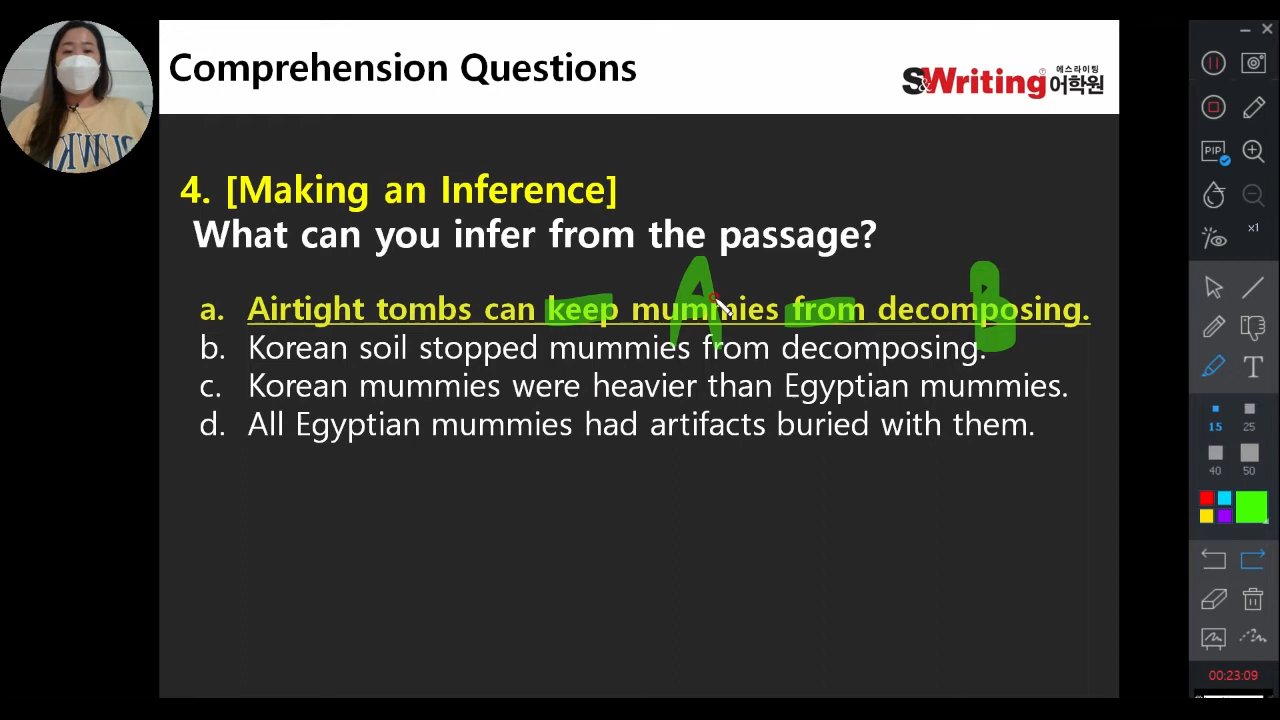 Comprehension Questions
S&Writing 에스라이팅 어학원
4. [Making an Inference]
What can you infer from the passage?
A B
a. Airtight tombs can keep mummies from decomposing.
b. Korean soil stopped mummies from decomposing.
c. Korean mummies were heavier than Egyptian mummies.
d. All Egyptian mummies had artifacts buried with them.
PIP
x1
T
15 25
40 50
00:23:09